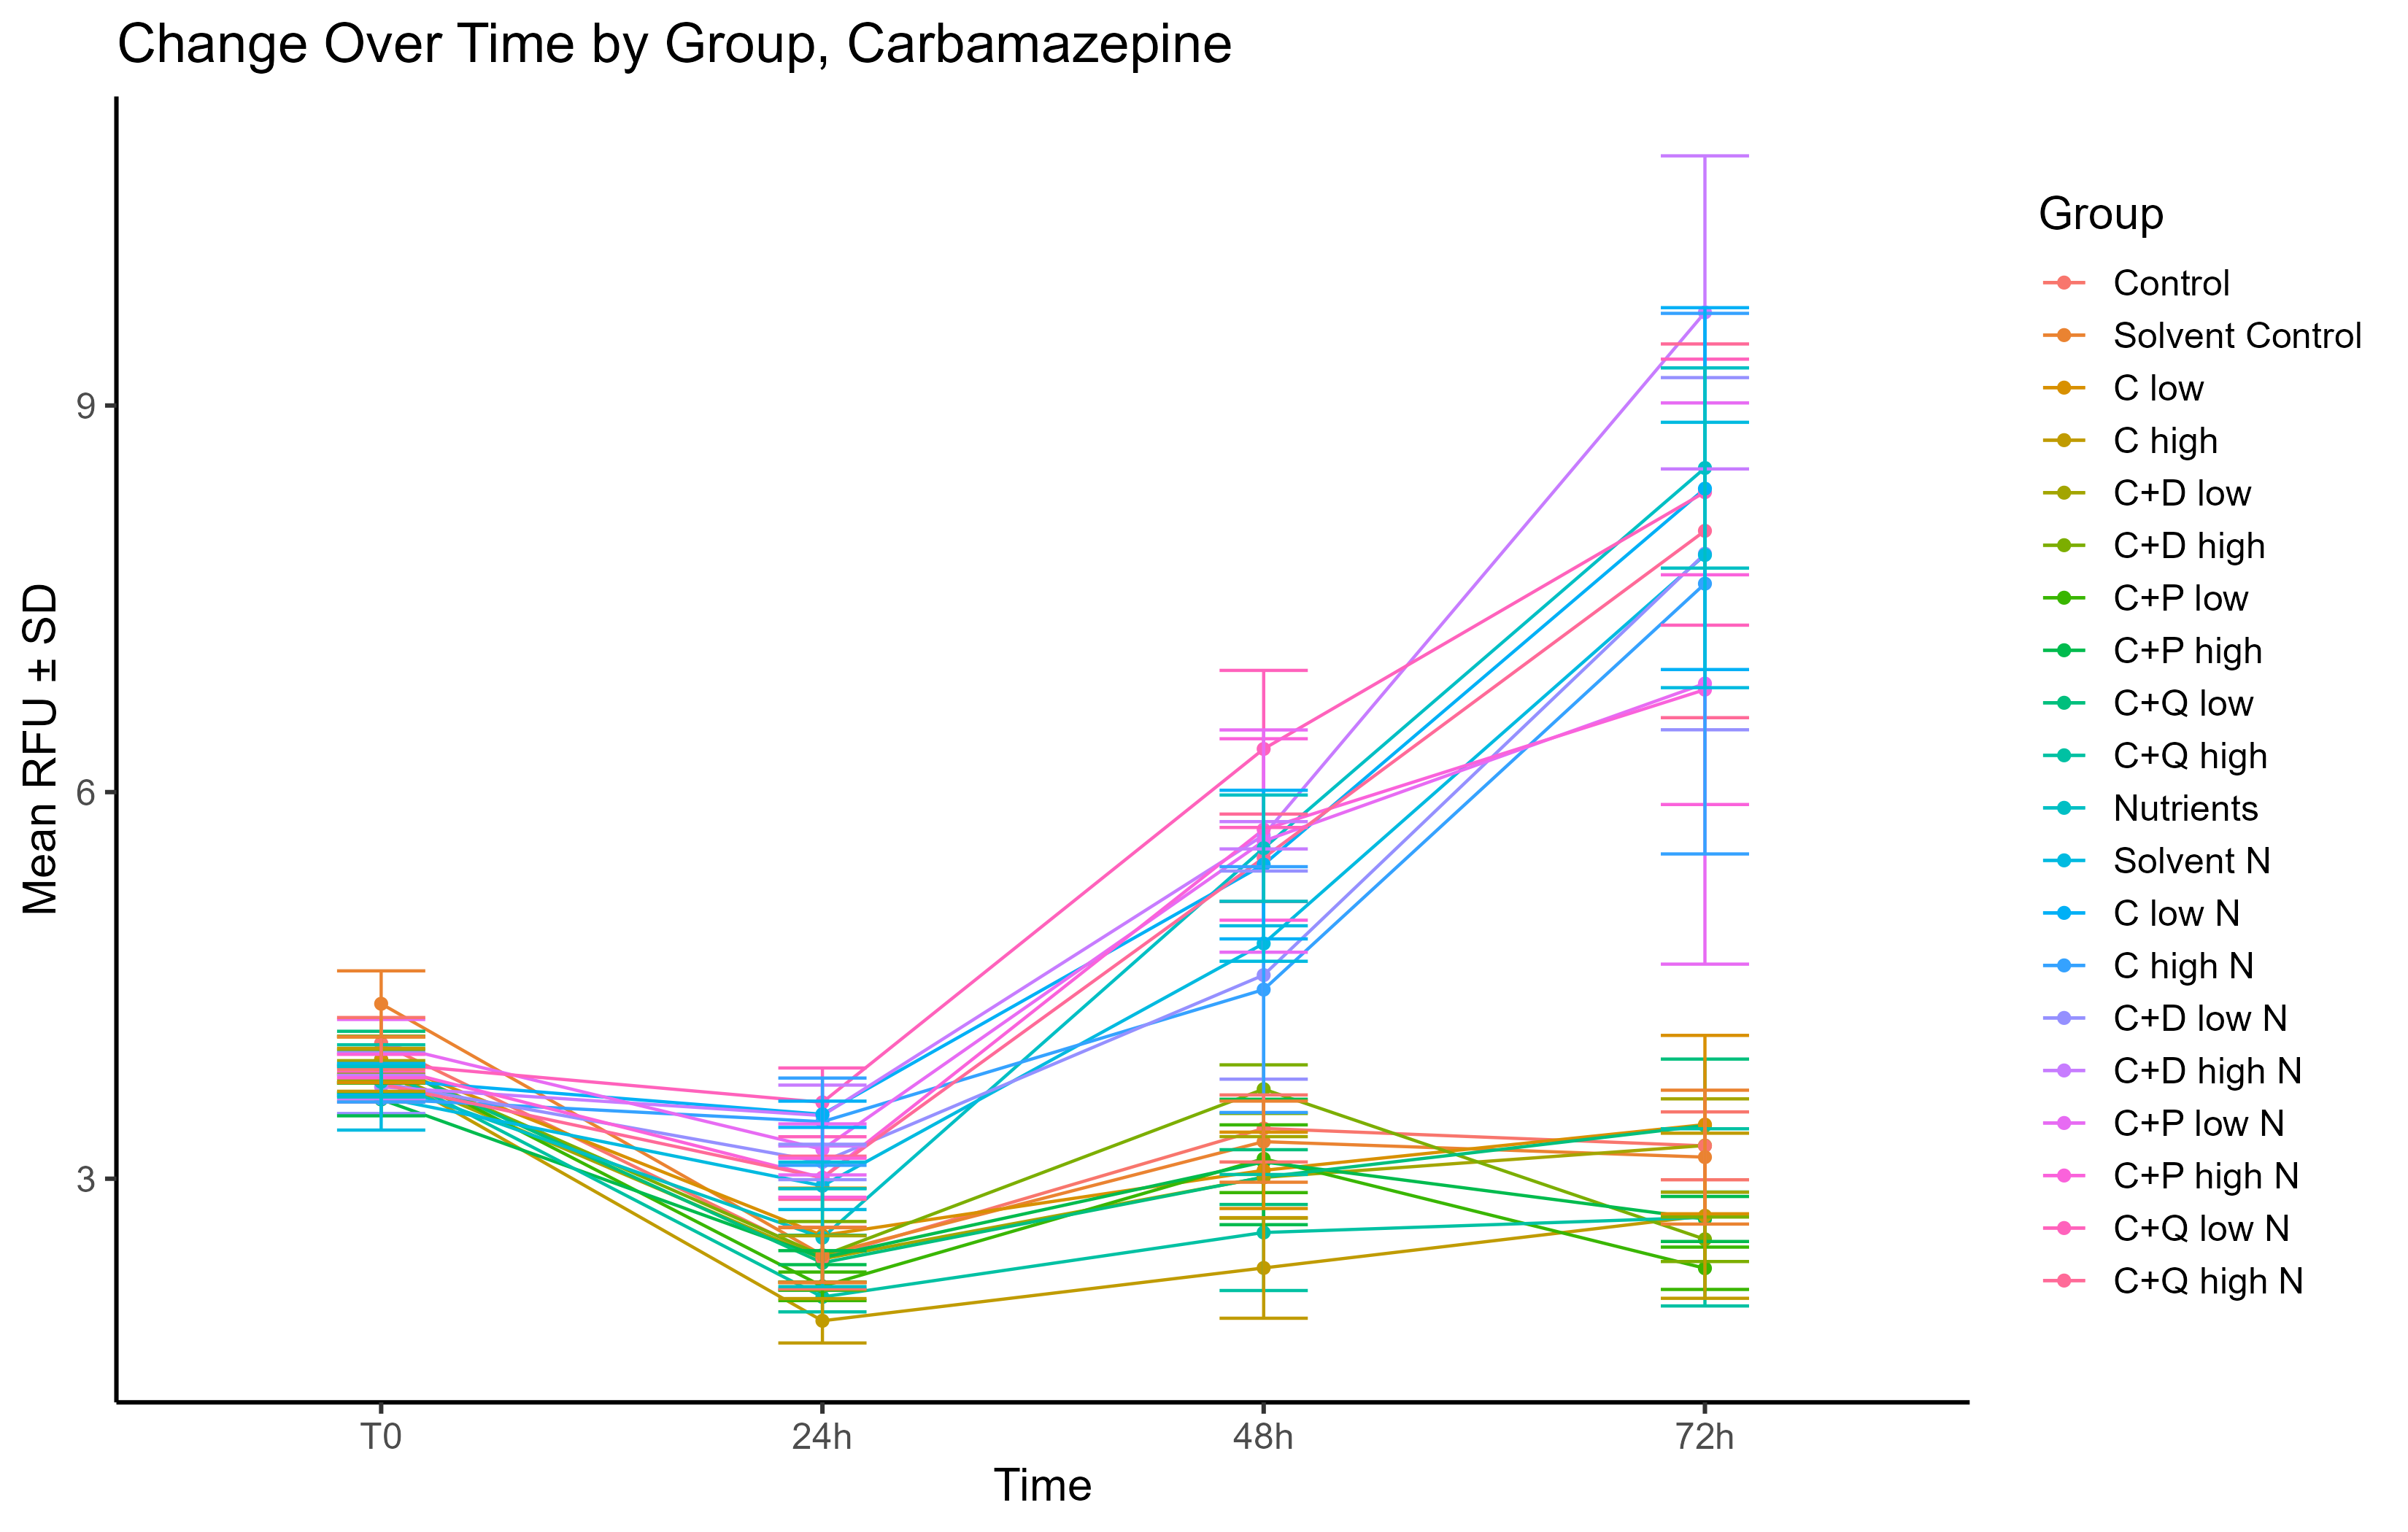 Change Over Time by Group, Carbamazepine
Mean RFU ± SD
9
6
3
T0 24h 48h 72h
Time
Group
Control
Solvent Control
C low
C high
C+D low
C+D high
C+P low
C+P high
C+Q low
C+Q high
Nutrients
Solvent N
C low N
C high N
C+D low N
C+D high N
C+P low N
C+P high N
C+Q low N
C+Q high N